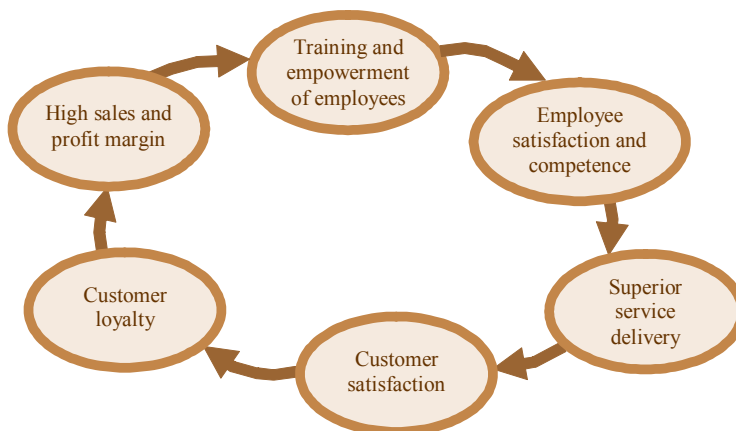 Training and
empowerment
of employees
Employee
satisfaction and
competence
Superior
service
delivery
Customer
satisfaction
Customer
loyalty
High sales and
profit margin